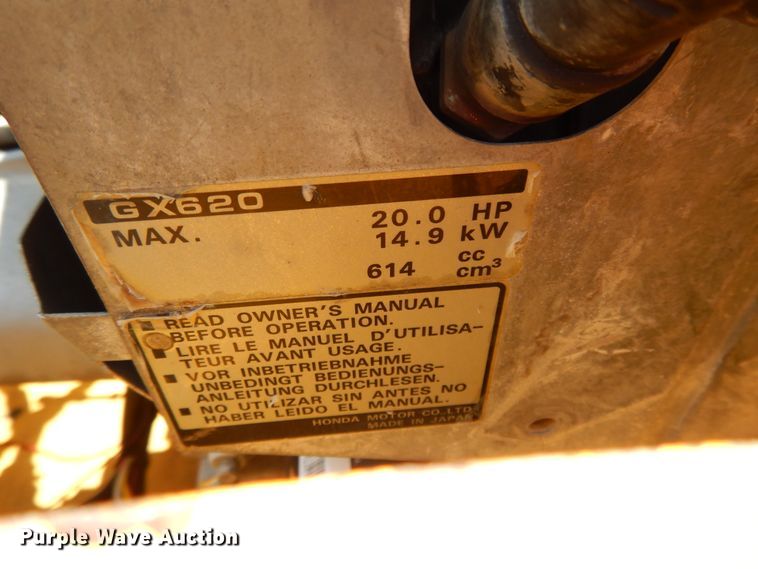 GX620
MAX. 20.0 HP
14.9 kW
614 cc
cm³
■ READ OWNER'S MANUAL
BEFORE OPERATION.
■ LIRE LE MANUEL D'UTILISA-
TEUR AVANT USAGE.
■ VOR INBETRIEBNAHME
UNBEDINGT BEDIENUNGS-
ANLEITUNG DURCHLESEN.
■ NO UTILIZAR SIN ANTES NO
HABER LEIDO EL MANUAL.
HONDA MOTOR CO., LTD.
MADE IN JAPAN
Purple Wave Auction